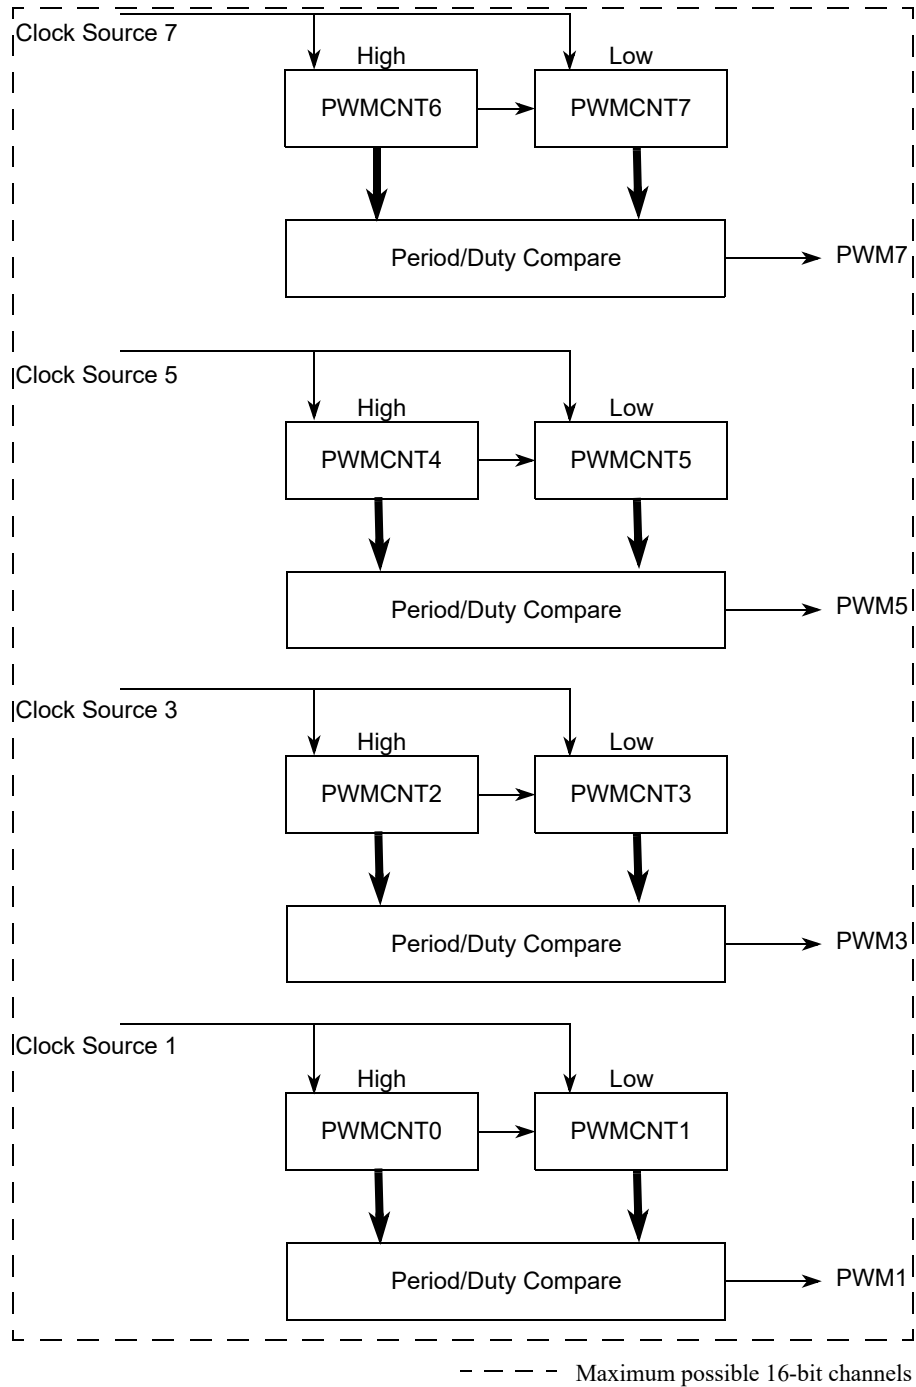 Clock Source 7
High
Low
PWMCNT6
PWMCNT7
Period/Duty Compare
PWM7
Clock Source 5
High
Low
PWMCNT4
PWMCNT5
Period/Duty Compare
PWM5
Clock Source 3
High
Low
PWMCNT2
PWMCNT3
Period/Duty Compare
PWM3
Clock Source 1
High
Low
PWMCNT0
PWMCNT1
Period/Duty Compare
PWM1
Maximum possible 16-bit channels